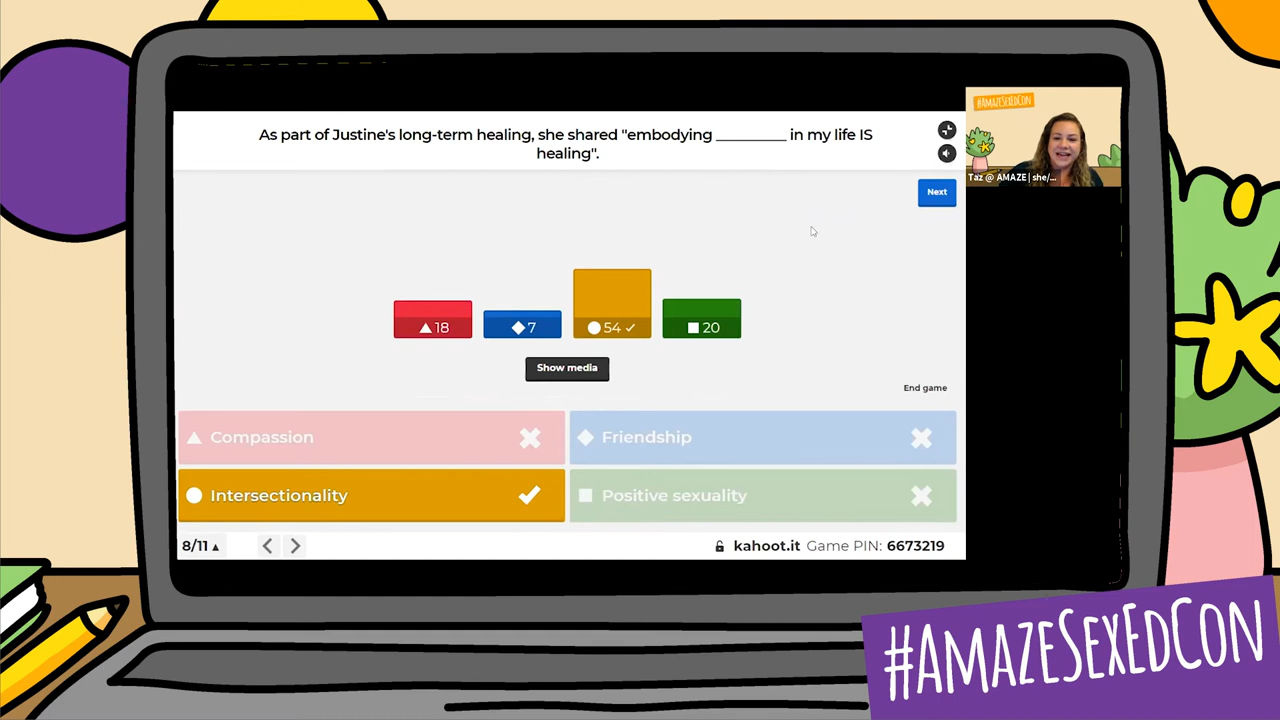 As part of Justine's long-term healing, she shared "embodying _________ in my life IS
healing".
#AMAZESEXEDCON
Taz @ AMAZE | she/...
Next
18
7
54
20
Show media
End game
Compassion
Friendship
Intersectionality
Positive sexuality
8/11
kahoot.it Game PIN: 6673219
#AMAZESEXEDCON